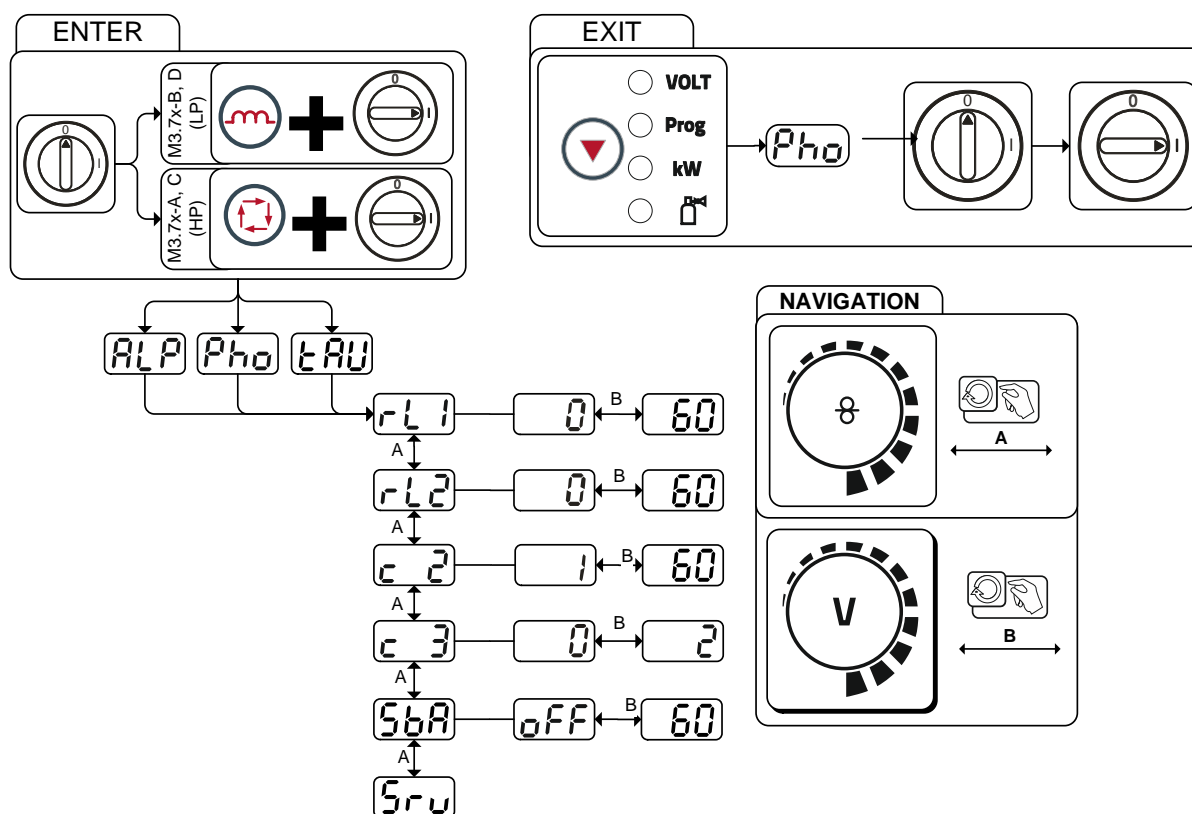 ENTER
0
I
M3.7x-B, D
(LP)
0
I
M3.7x-A, C
(HP)
0
I
EXIT
VOLT
Prog
kW
Pho
0
I
0
I
ALP
Pho
tAU
rL1
0
B
60
A
rL2
0
B
60
A
c 2
1
B
60
A
c 3
0
B
2
A
SbA
oFF
B
60
A
Srv
NAVIGATION
A
V
B